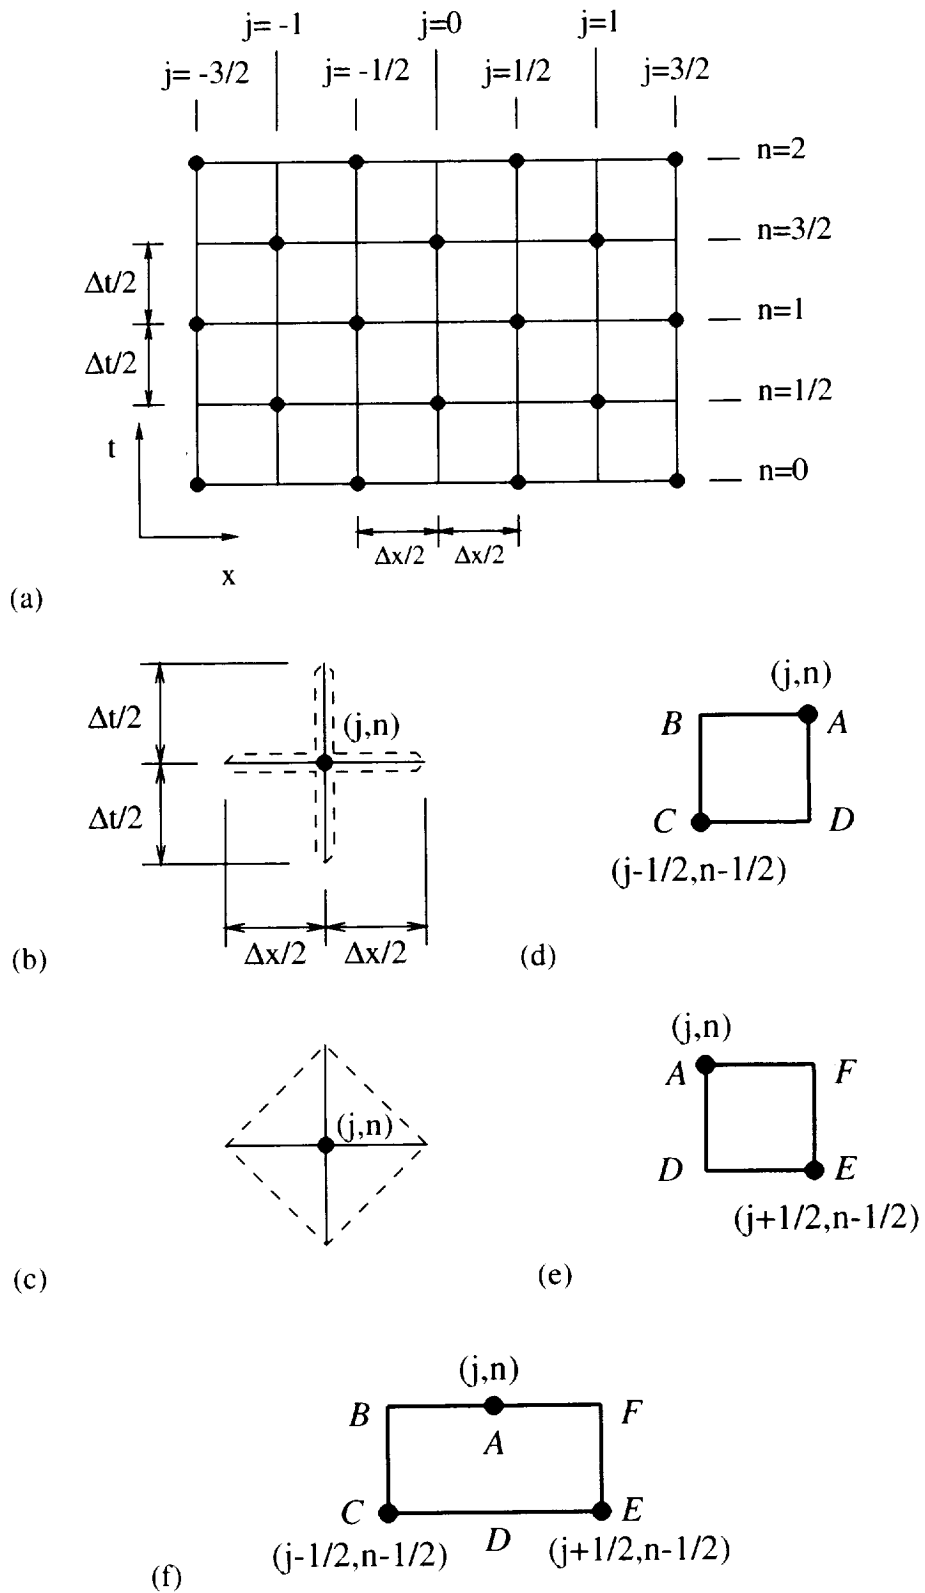 j= -1 j=0 j=1
j= -3/2 j= -1/2 j=1/2 j=3/2
n=2
n=3/2
Δt/2
n=1
Δt/2
n=1/2
t
n=0
Δx/2 Δx/2
x
(a)
(j,n)
Δt/2
(j,n)
B A
Δt/2
C D
(j-1/2,n-1/2)
Δx/2 Δx/2
(b) (d)
(j,n)
A F
(j,n)
D E
(j+1/2,n-1/2)
(c) (e)
(j,n)
B F
A
C E
D
(j-1/2,n-1/2) (j+1/2,n-1/2)
(f)